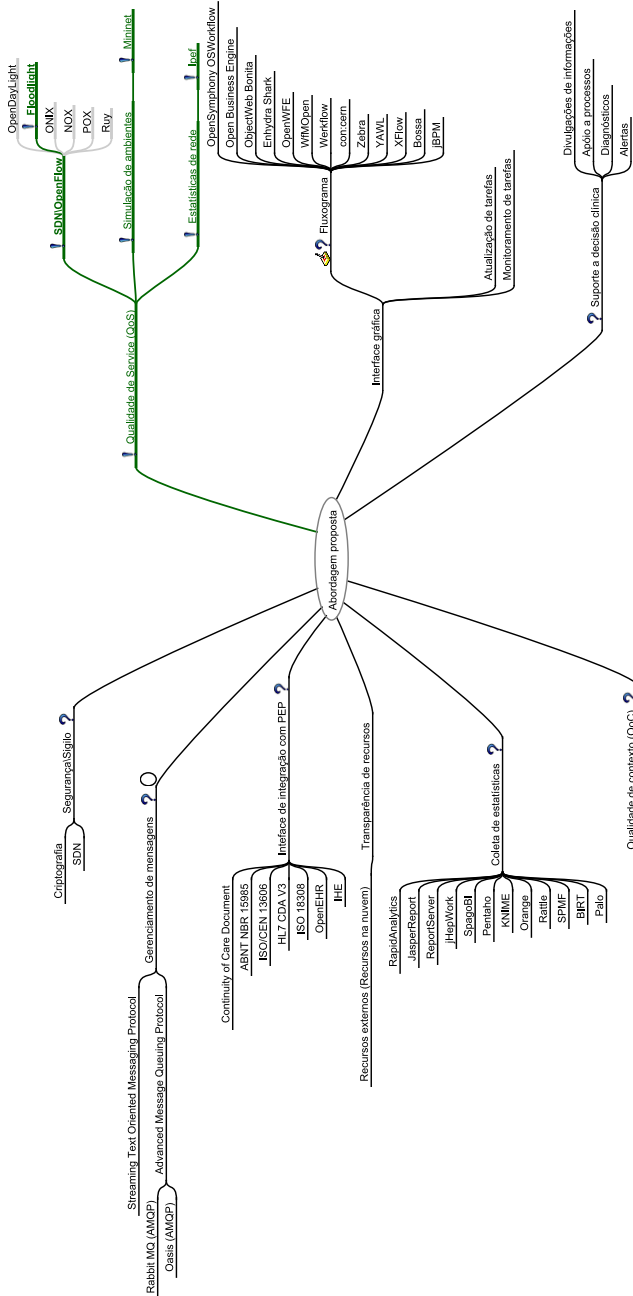 Abordagem proposta
Qualidade de Service (QoS)
SDN\OpenFlow
OpenDayLight
Floodlight
ONIX
NOX
POX
Ruy
Simulação de ambientes
Mininet
Estatísticas de rede
Interface gráfica
Fluxograma
OpenSymphony OSWorkflow
Open Business Engine
ObjectWeb Bonita
Enhydra Shark
OpenWFE
WfMOpen
Werkflow
con:cern
Zebra
YAWL
XFlow
Bossa
jBPM
Atualização de tarefas
Monitoramento de tarefas
Suporte a decisão clínica
Divulgações de informações
Apóio a processos
Diagnósticos
Alertas
Segurança\Sigilo
Criptografia
SDN
Gerenciamento de mensagens
Streaming Text Oriented Messaging Protocol
Advanced Message Queuing Protocol
Rabbit MQ (AMQP)
Oasis (AMQP)
Inteface de integração com PEP
Continuity of Care Document
ABNT NBR 15985
ISO/CEN 13606
HL7 CDA V3
ISO 18308
OpenEHR
IHE
Transparência de recursos
Recursos externos (Recursos na nuvem)
Coleta de estatísticas
RapidAnalytics
JasperReport
ReportServer
jHepWork
SpagoBI
Pentaho
KNIME
Orange
Rattle
SPMF
BIRT
Palo
Qualidade de contexto (QoC)